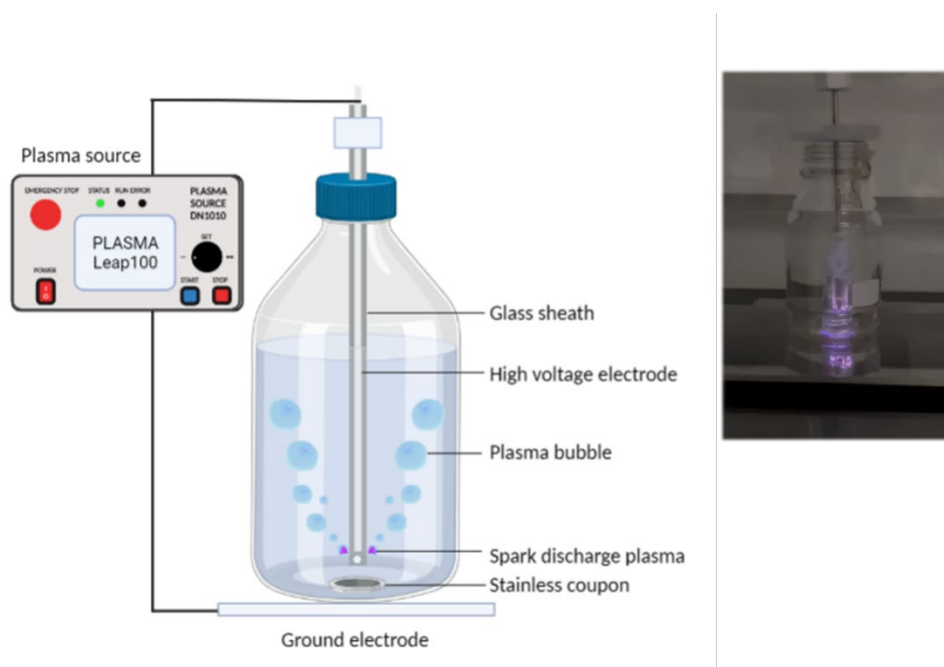 Plasma source
EMERGENCY STOP
STATUS
RUN ERROR
PLASMA
SOURCE
DN1010
PLASMA
Leap100
SET
POWER
START
STOP
Glass sheath
High voltage electrode
Plasma bubble
Spark discharge plasma
Stainless coupon
Ground electrode